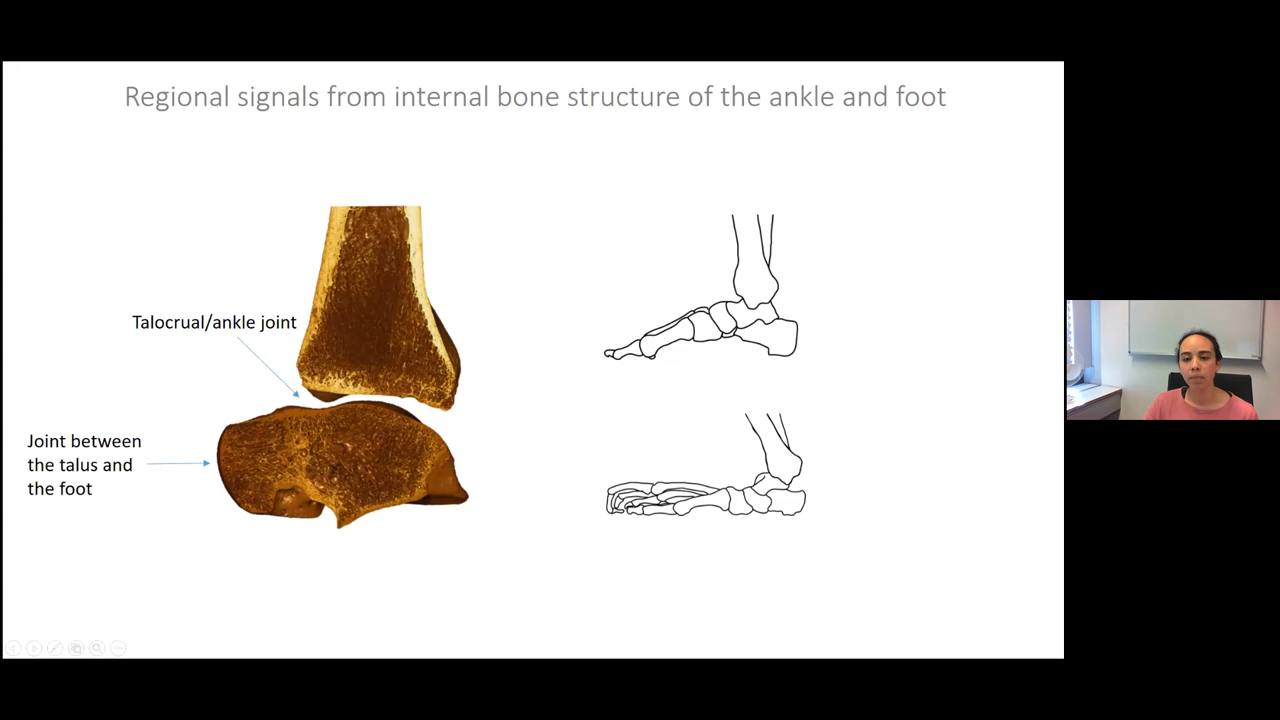 Regional signals from internal bone structure of the ankle and foot
Talocrual/ankle joint
Joint between
the talus and
the foot